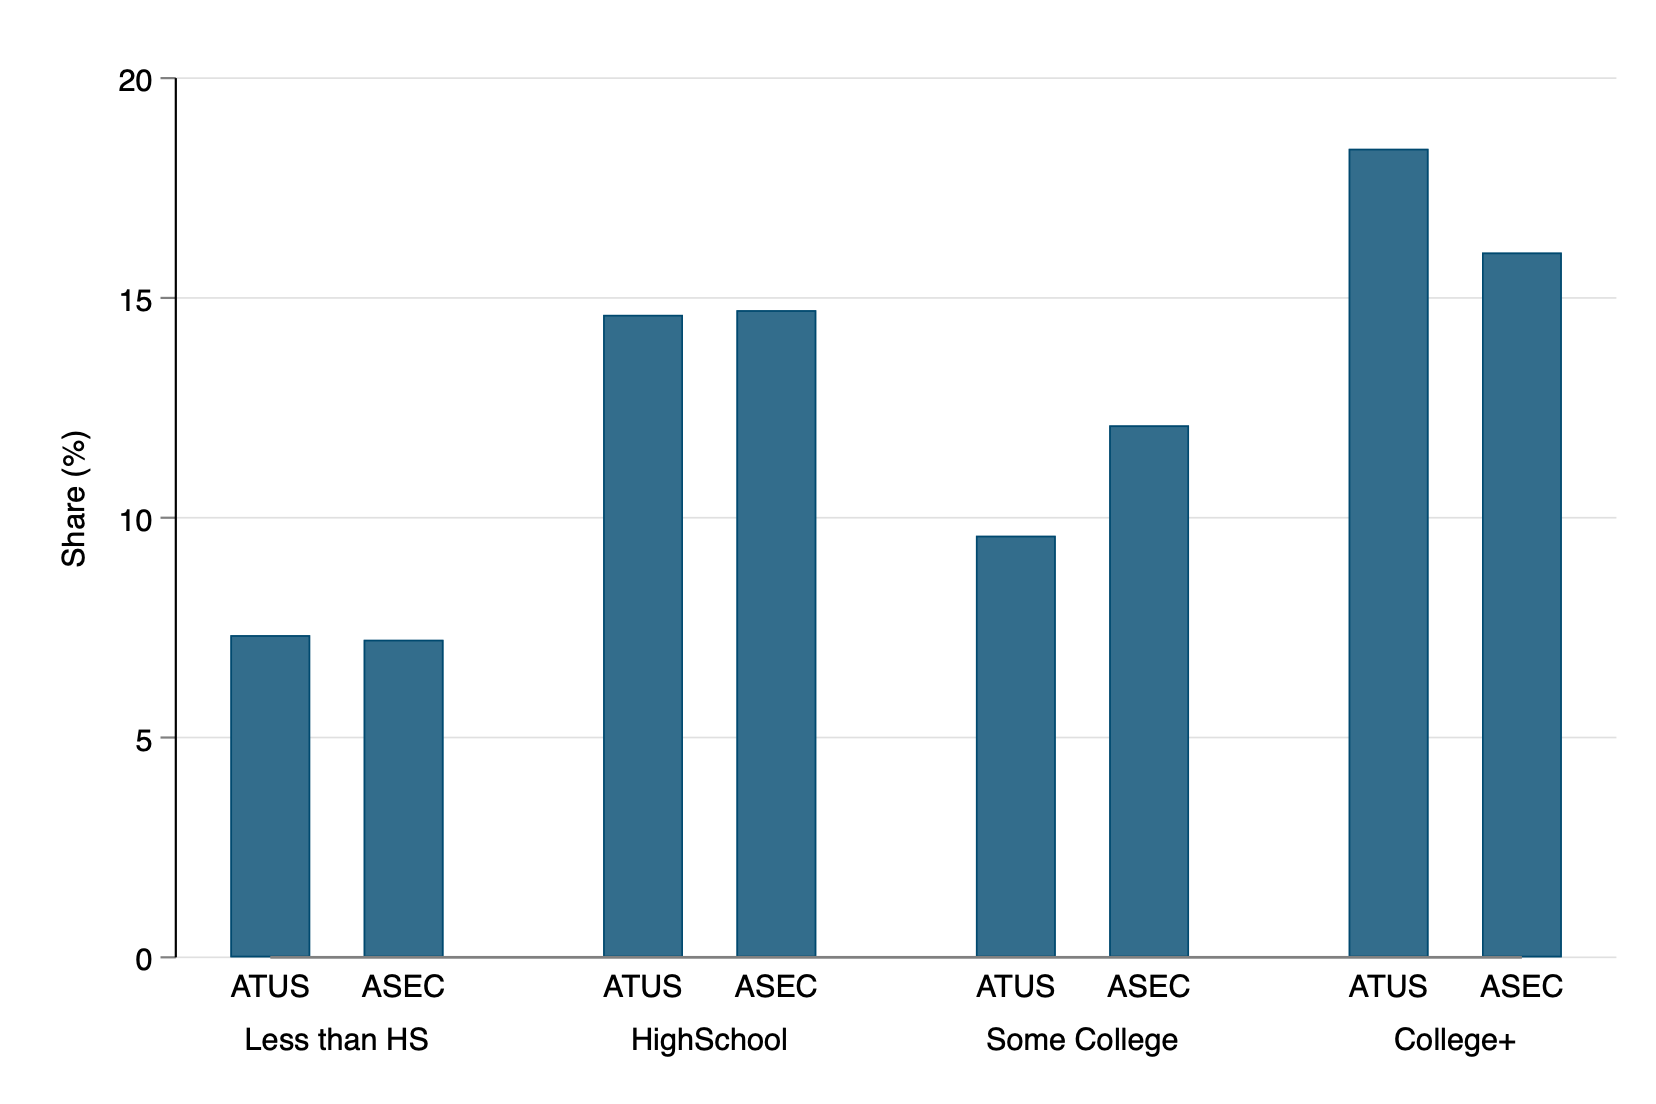 20
15
10
5
0
Share (%)
ATUS ASEC ATUS ASEC ATUS ASEC ATUS ASEC
Less than HS HighSchool Some College College+